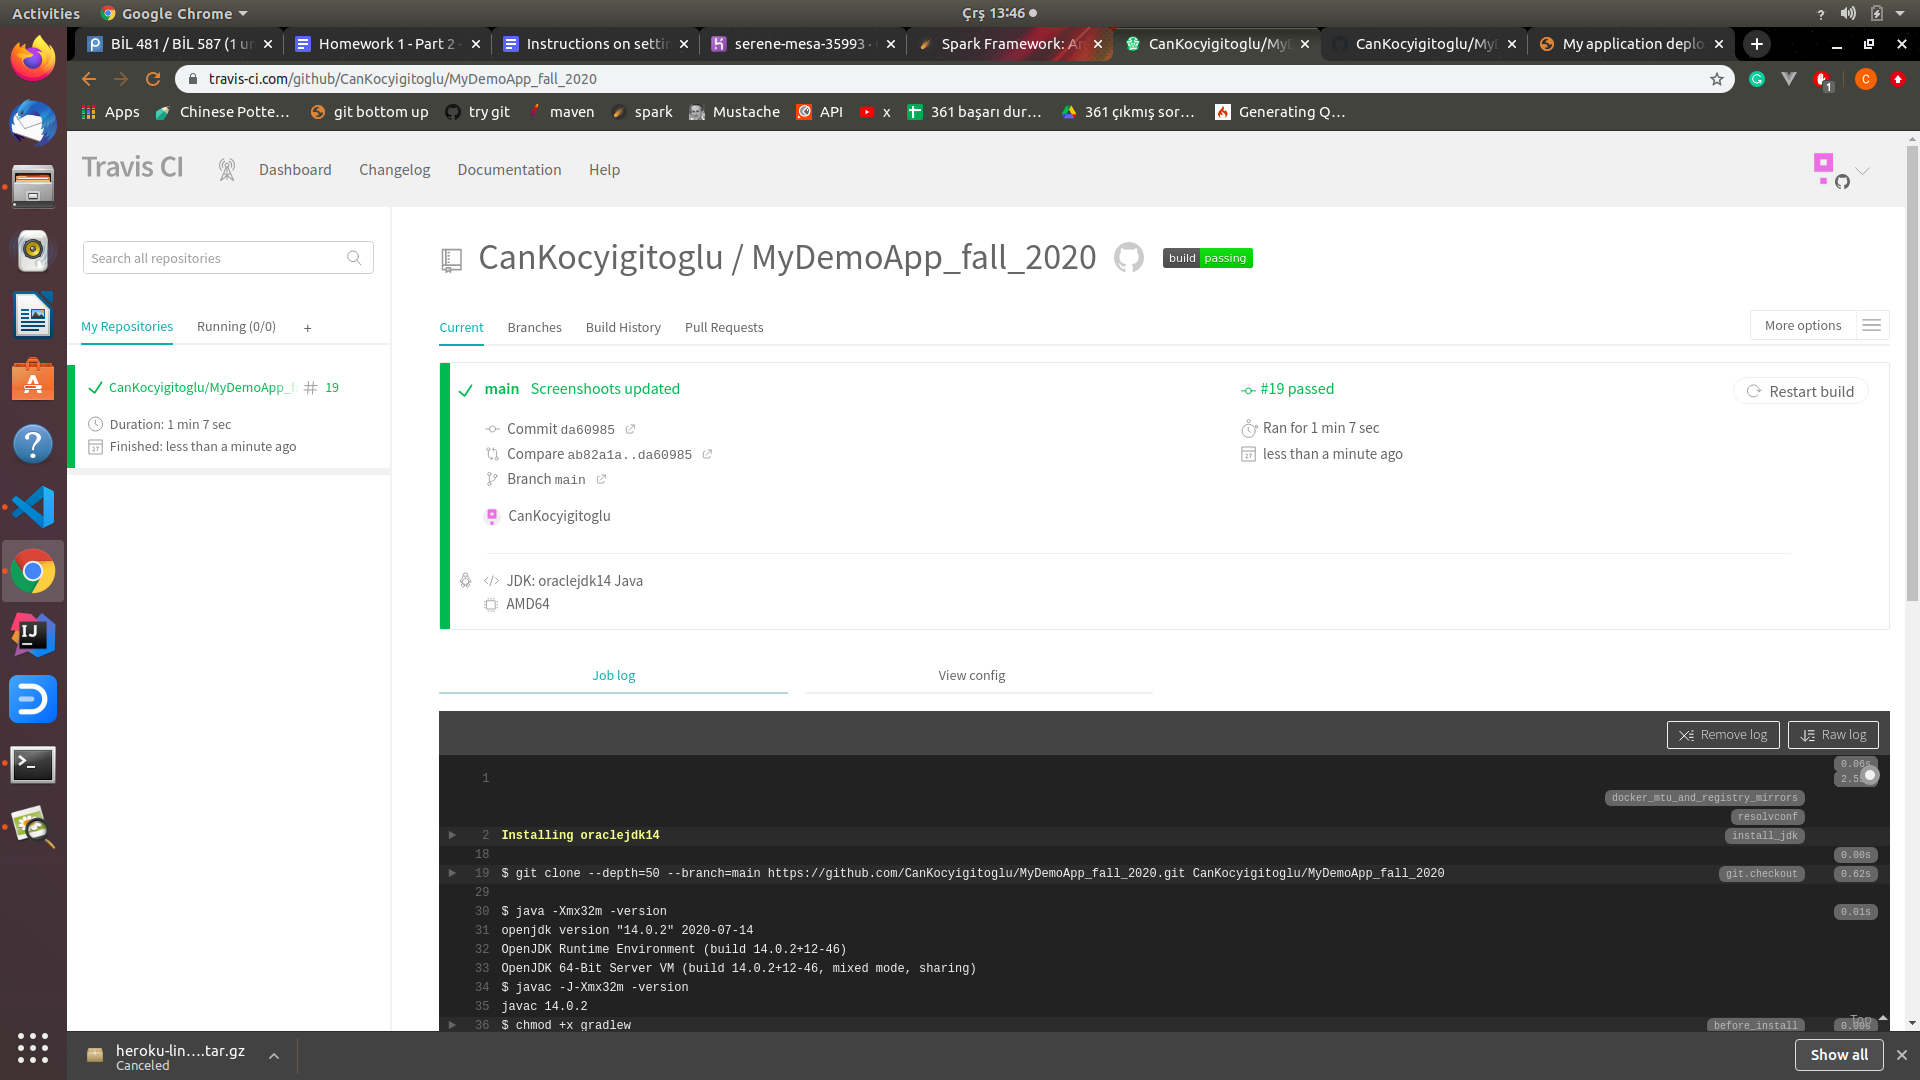 Activities
Google Chrome
Çrş 13:46
BİL 481 / BİL 587 (1 ur
Homework 1 - Part 2 -
Instructions on settin
serene-mesa-35993 ·
Spark Framework: An
CanKocyigitoglu/MyD
CanKocyigitoglu/MyD
My application deplo
travis-ci.com/github/CanKocyigitoglu/MyDemoApp_fall_2020
C
1
Apps
Chinese Potte...
git bottom up
try git
maven
spark
Mustache
API
x
361 başarı dur...
361 çıkmış sor...
Generating Q...
Travis CI
Dashboard
Changelog
Documentation
Help
Search all repositories
CanKocyigitoglu / MyDemoApp_fall_2020
build passing
My Repositories
Running (0/0)
+
Current
Branches
Build History
Pull Requests
More options
CanKocyigitoglu/MyDemoApp_f
# 19
Duration: 1 min 7 sec
Finished: less than a minute ago
main Screenshoots updated
#19 passed
Restart build
Commit da60985
Ran for 1 min 7 sec
Compare ab82a1a..da60985
less than a minute ago
Branch main
CanKocyigitoglu
JDK: oraclejdk14 Java
AMD64
Job log
View config
Remove log
Raw log
0.06s
1
docker_mtu_and_registry_mirrors
resolvconf
2 Installing oraclejdk14
install_jdk
18
0.00s
19 $ git clone --depth=50 --branch=main https://github.com/CanKocyigitoglu/MyDemoApp_fall_2020.git CanKocyigitoglu/MyDemoApp_fall_2020
git.checkout
0.62s
29
30 $ java -Xmx32m -version
0.01s
31 openjdk version "14.0.2" 2020-07-14
32 OpenJDK Runtime Environment (build 14.0.2+12-46)
33 OpenJDK 64-Bit Server VM (build 14.0.2+12-46, mixed mode, sharing)
34 $ javac -J-Xmx32m -version
35 javac 14.0.2
36 $ chmod +x gradlew
before_install
0.00s
Top
heroku-lin....tar.gz
Canceled
Show all